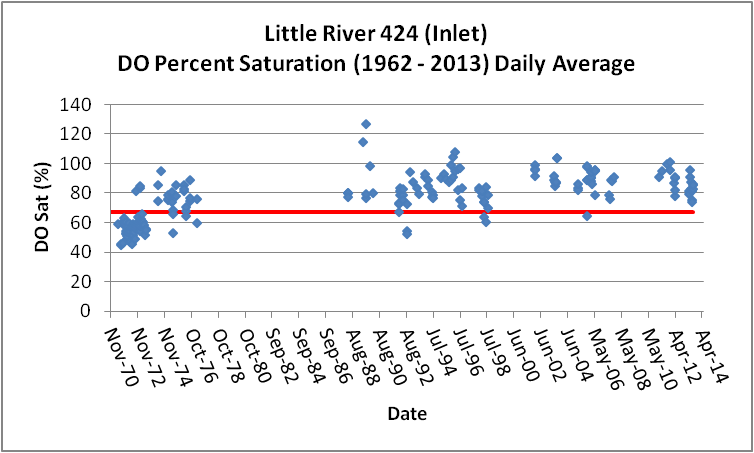 Little River 424 (Inlet)
DO Percent Saturation (1962 - 2013) Daily Average
DO Sat (%)
140
120
100
80
60
40
20
0
Nov-70
Nov-72
Nov-74
Oct-76
Oct-78
Oct-80
Sep-82
Sep-84
Sep-86
Aug-88
Aug-90
Aug-92
Jul-94
Jul-96
Jul-98
Jun-00
Jun-02
Jun-04
May-06
May-08
May-10
Apr-12
Apr-14
Date